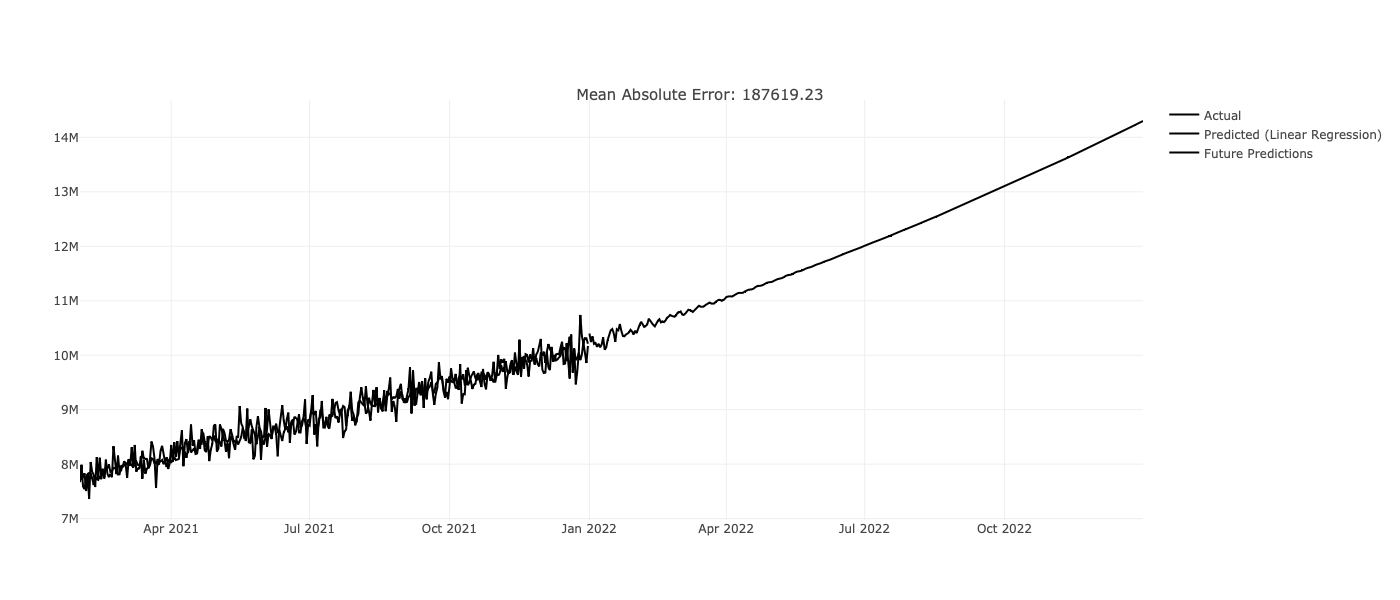 Mean Absolute Error: 187619.23
Actual
Predicted (Linear Regression)
Future Predictions
14M
13M
12M
11M
10M
9M
8M
7M
Apr 2021
Jul 2021
Oct 2021
Jan 2022
Apr 2022
Jul 2022
Oct 2022